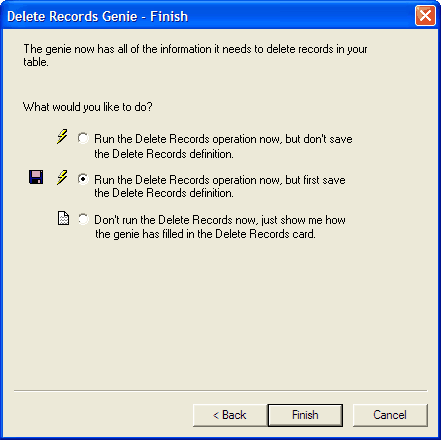 Delete Records Genie - Finish
The genie now has all of the information it needs to delete records in your
table.
What would you like to do?
Run the Delete Records operation now, but don't save
the Delete Records definition.
Run the Delete Records operation now, but first save
the Delete Records definition.
Don't run the Delete Records now, just show me how
the genie has filled in the Delete Records card.
< Back
Finish
Cancel